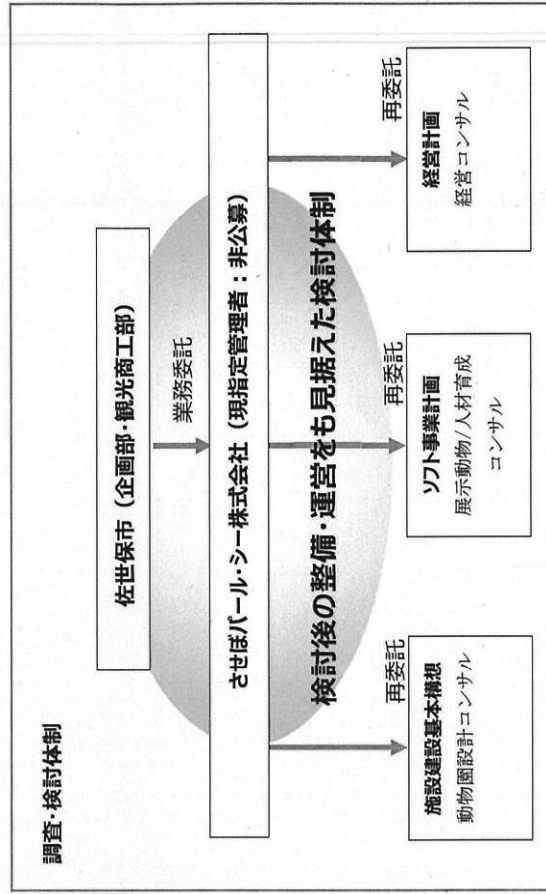 調査・検討体制
佐世保市（企画部・観光商工部）
業務委託
させぼパール・シー株式会社（現指定管理者：非公募）
検討後の整備・運営をも見据えた検討体制
再委託
再委託
再委託
施設建設基本構想
動物園設計コンサル
ソフト事業計画
展示動物/人材育成
コンサル
経営計画
経営コンサル